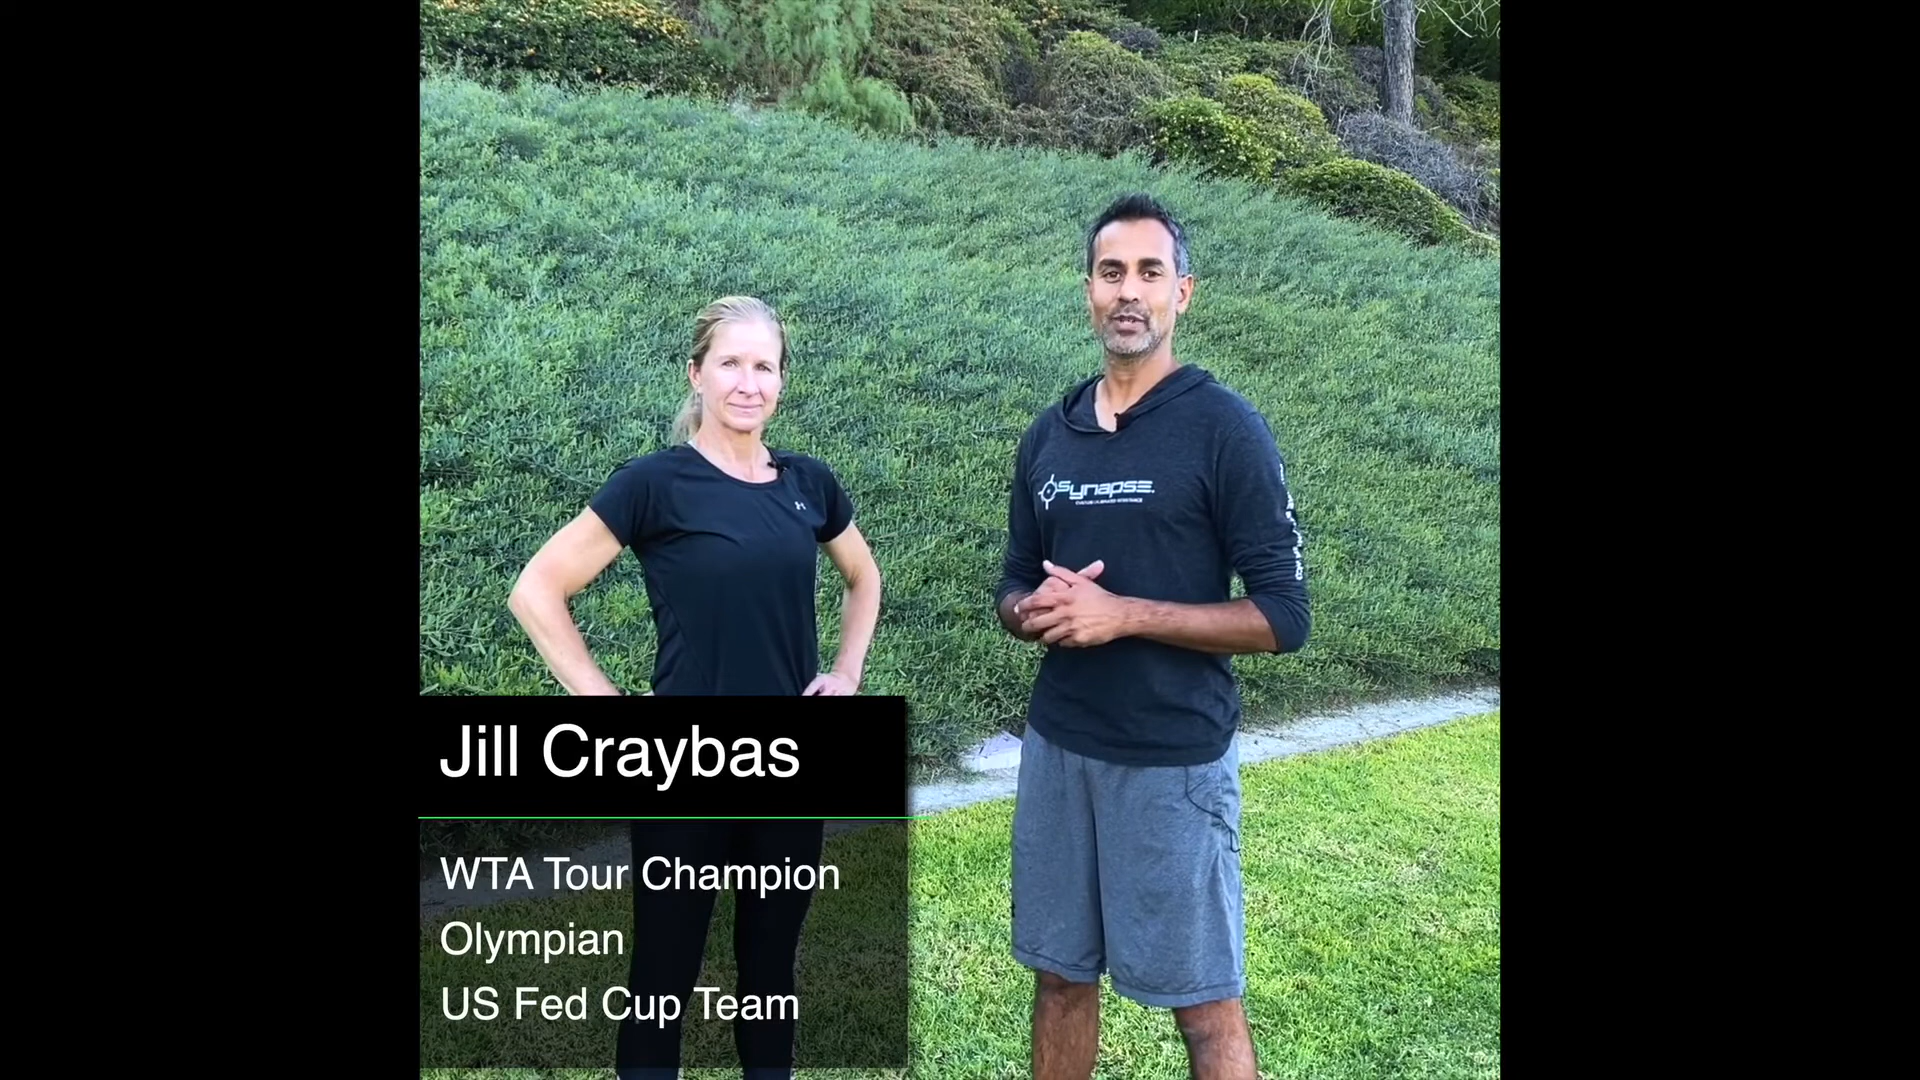 synapse.
Jill Craybas
WTA Tour Champion
Olympian
US Fed Cup Team